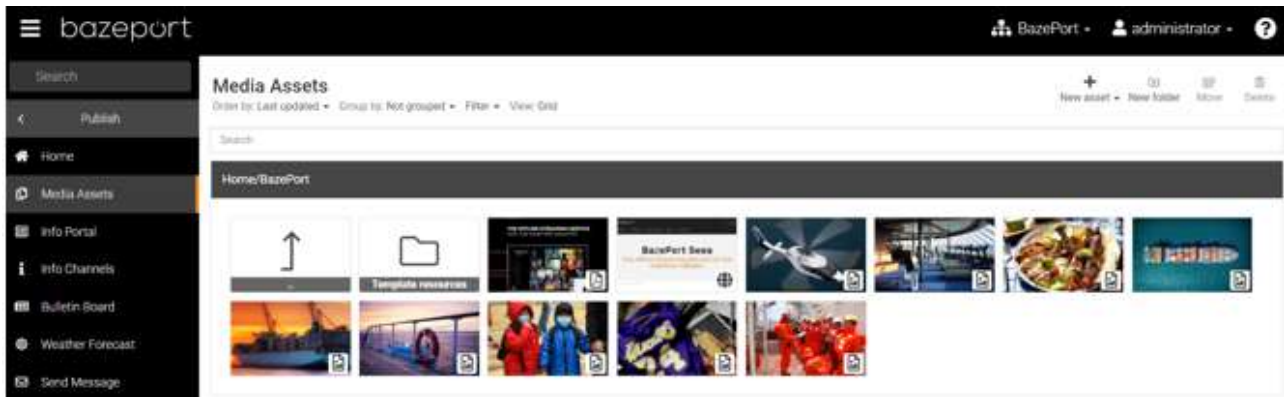 bazeport
BazePort
administrator
?
Search
Publish
Home
Media Assets
Info Portal
Info Channels
Bulletin Board
Weather Forecast
Send Message
Media Assets
Order by: Last updated Group by: Not grouped Filter View: Grid
New asset New folder Move Delete
Search
Home/BazePort
..
Template resources
BazePort Seea